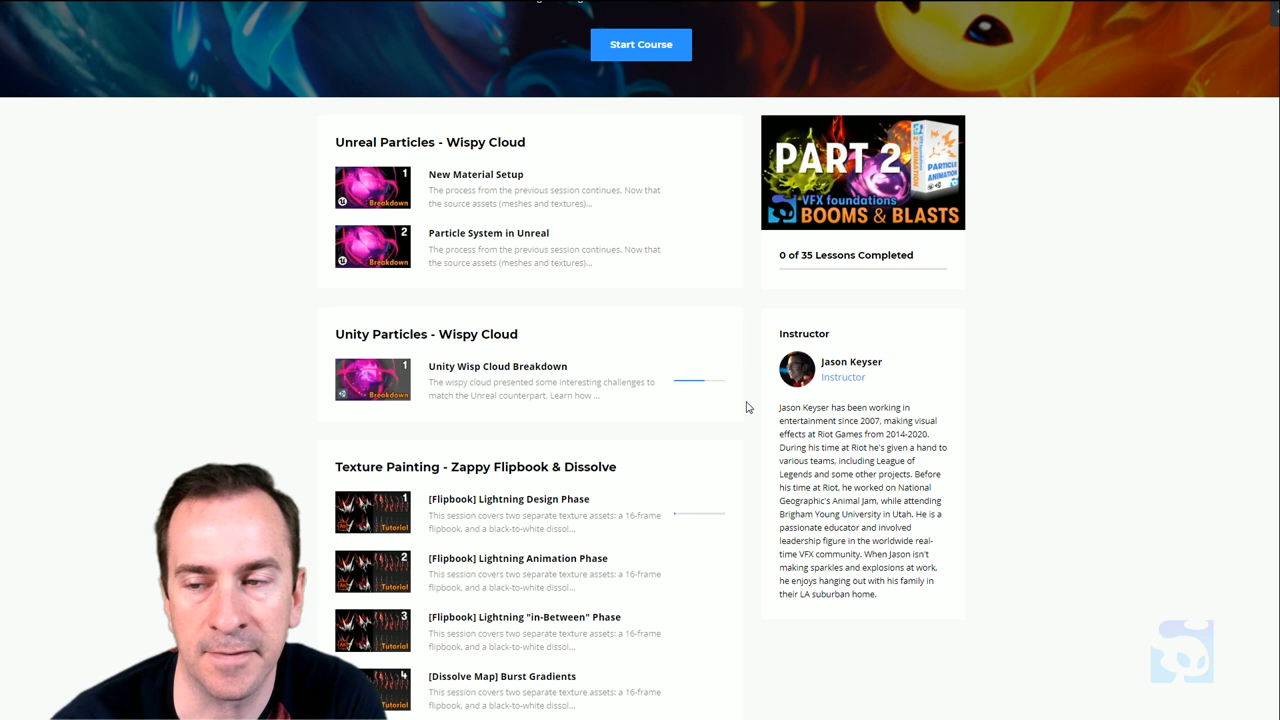 Start Course
Unreal Particles - Wispy Cloud
1
Breakdown
New Material Setup
The process from the previous session continues. Now that
the source assets (meshes and textures)...
2
Breakdown
Particle System in Unreal
The process from the previous session continues. Now that
the source assets (meshes and textures)...
Unity Particles - Wispy Cloud
1
Breakdown
Unity Wisp Cloud Breakdown
The wispy cloud presented some interesting challenges to
match the Unreal counterpart. Learn how ...
Texture Painting - Zappy Flipbook & Dissolve
1
Tutorial
[Flipbook] Lightning Design Phase
This session covers two separate texture assets: a 16-frame
flipbook, and a black-to-white dissol...
2
Tutorial
[Flipbook] Lightning Animation Phase
This session covers two separate texture assets: a 16-frame
flipbook, and a black-to-white dissol...
3
Tutorial
[Flipbook] Lightning "in-Between" Phase
This session covers two separate texture assets: a 16-frame
flipbook, and a black-to-white dissol...
4
Tutorial
[Dissolve Map] Burst Gradients
This session covers two separate texture assets: a 16-frame
flipbook, and a black-to-white dissol...
PART 2
PARTICLE
ANIMATION
VFX foundations
BOOMS & BLASTS
0 of 35 Lessons Completed
Instructor
Jason Keyser
Instructor
Jason Keyser has been working in
entertainment since 2007, making visual
effects at Riot Games from 2014-2020.
During his time at Riot he's given a hand to
various teams, including League of
Legends and some other projects. Before
his time at Riot, he worked on National
Geographic's Animal Jam, while attending
Brigham Young University in Utah. He is a
passionate educator and involved
leadership figure in the worldwide real-
time VFX community. When Jason isn't
making sparkles and explosions at work,
he enjoys hanging out with his family in
their LA suburban home.